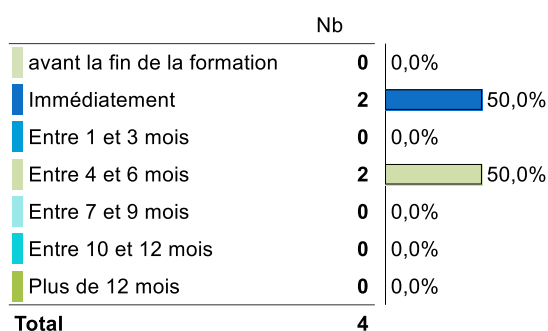 Nb
avant la fin de la formation 0 0,0%
Immédiatement 2 50,0%
Entre 1 et 3 mois 0 0,0%
Entre 4 et 6 mois 2 50,0%
Entre 7 et 9 mois 0 0,0%
Entre 10 et 12 mois 0 0,0%
Plus de 12 mois 0 0,0%
Total 4